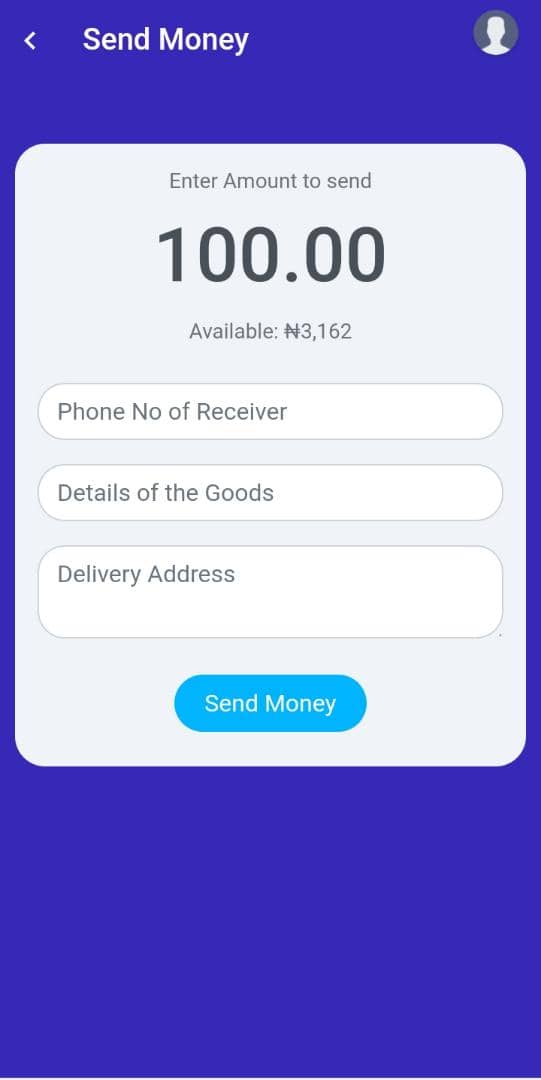 Send Money
Enter Amount to send
100.00
Available: ₦3,162
Phone No of Receiver
Details of the Goods
Delivery Address
Send Money